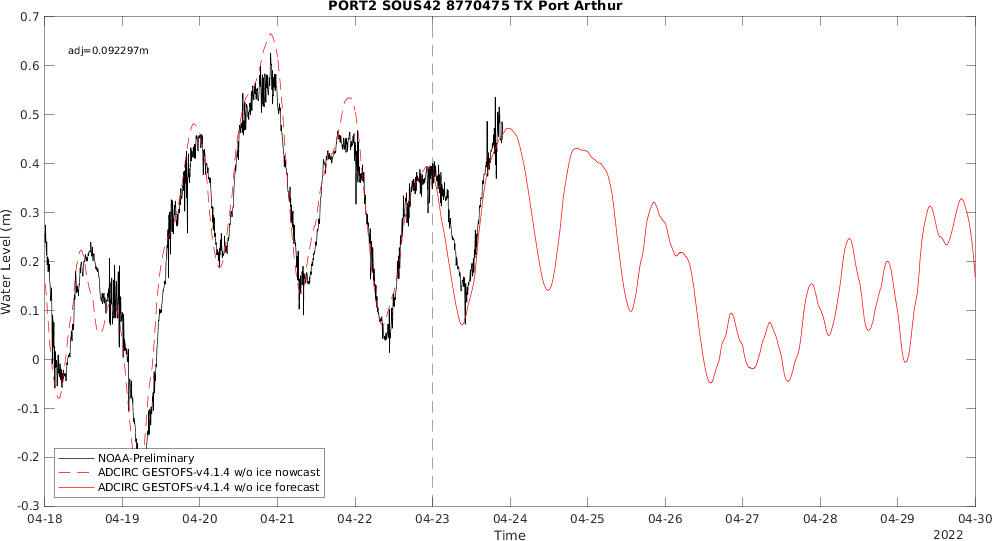 PORT2 SOUS42 8770475 TX Port Arthur
adj=0.092297m
0.7
0.6
0.5
0.4
0.3
0.2
0.1
0
-0.1
-0.2
-0.3
Water Level (m)
NOAA-Preliminary
ADCIRC GESTOFS-v4.1.4 w/o ice nowcast
ADCIRC GESTOFS-v4.1.4 w/o ice forecast
04-18 04-19 04-20 04-21 04-22 04-23 04-24 04-25 04-26 04-27 04-28 04-29 04-30
Time
2022